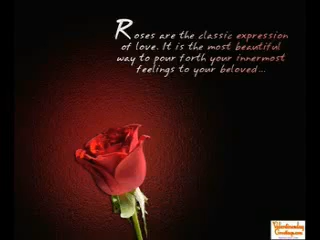 Roses are the classic expression
of love. It is the most beautiful
way to pour forth your innermost
feelings to your beloved...